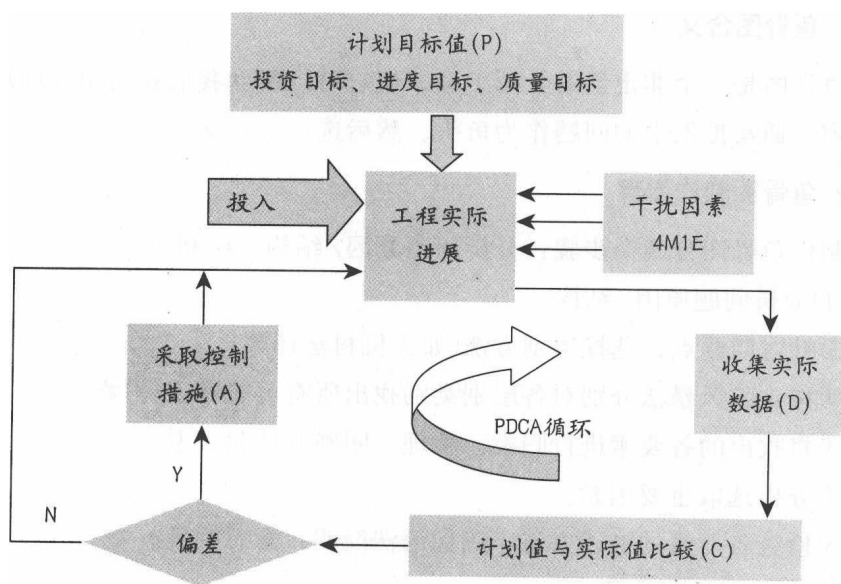 计划目标值(P)
投资目标、进度目标、质量目标
投入
工程实际
进展
干扰因素
4M1E
采取控制
措施(A)
收集实际
数据(D)
PDCA循环
Y
N
偏差
计划值与实际值比较(C)